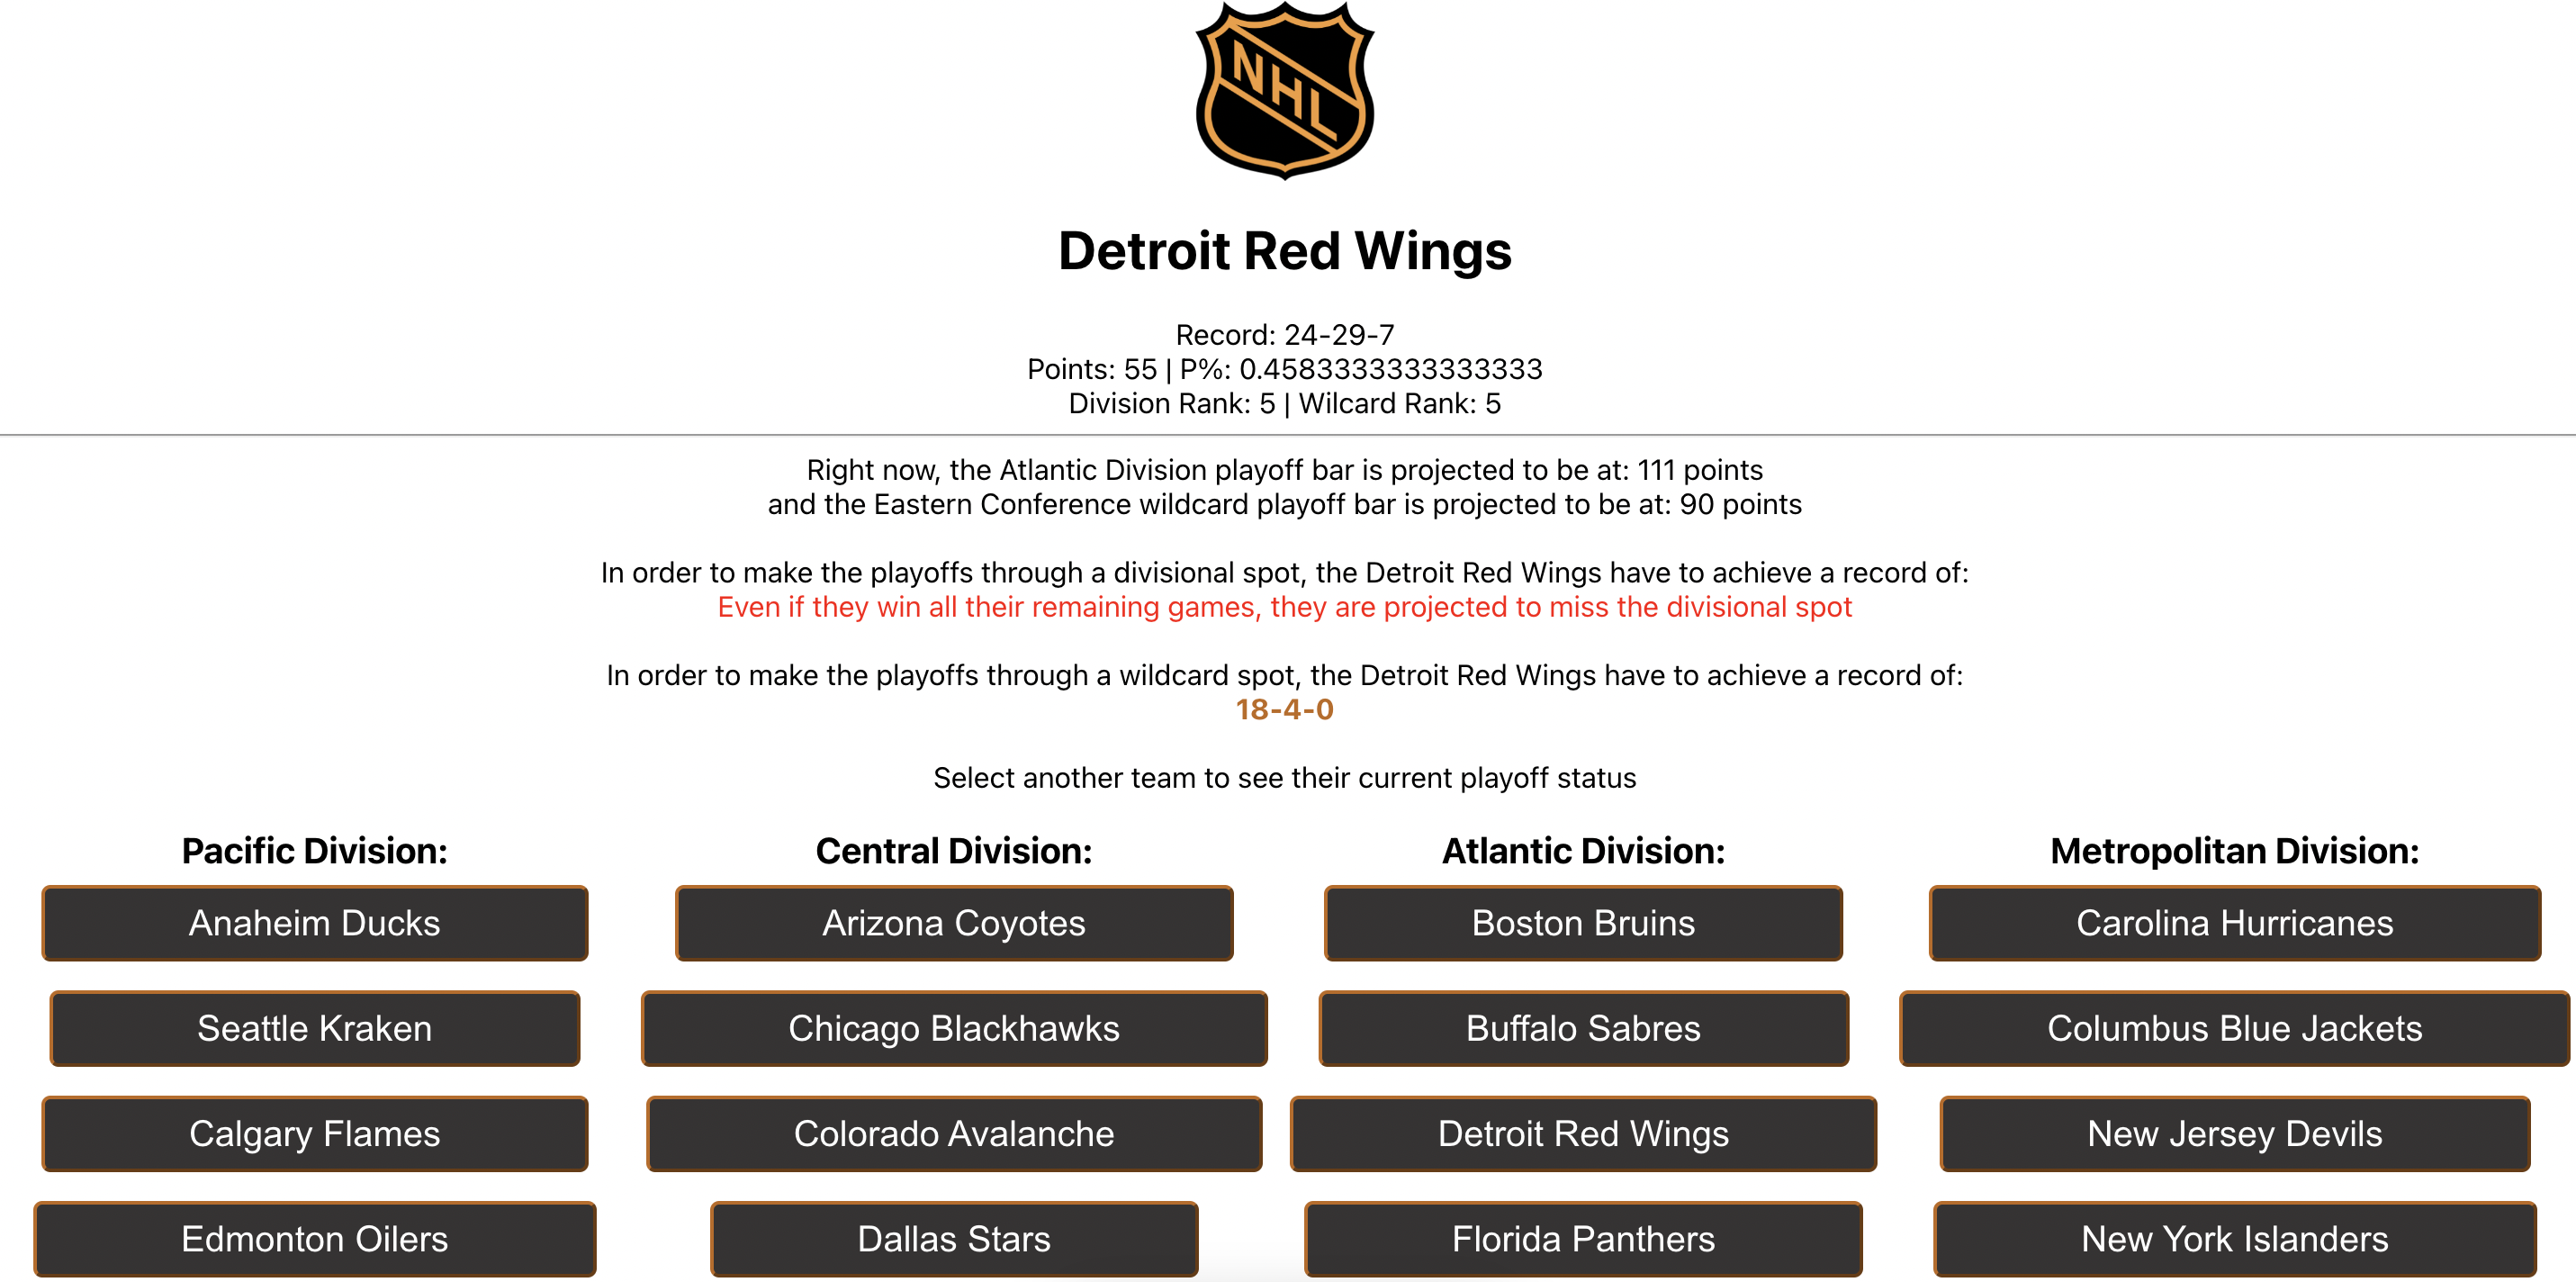 NHL
Detroit Red Wings
Record: 24-29-7
Points: 55 | P%: 0.4583333333333333
Division Rank: 5 | Wilcard Rank: 5
Right now, the Atlantic Division playoff bar is projected to be at: 111 points
and the Eastern Conference wildcard playoff bar is projected to be at: 90 points
In order to make the playoffs through a divisional spot, the Detroit Red Wings have to achieve a record of:
Even if they win all their remaining games, they are projected to miss the divisional spot
In order to make the playoffs through a wildcard spot, the Detroit Red Wings have to achieve a record of:
18-4-0
Select another team to see their current playoff status
Pacific Division:
Anaheim Ducks
Seattle Kraken
Calgary Flames
Edmonton Oilers
Central Division:
Arizona Coyotes
Chicago Blackhawks
Colorado Avalanche
Dallas Stars
Atlantic Division:
Boston Bruins
Buffalo Sabres
Detroit Red Wings
Florida Panthers
Metropolitan Division:
Carolina Hurricanes
Columbus Blue Jackets
New Jersey Devils
New York Islanders